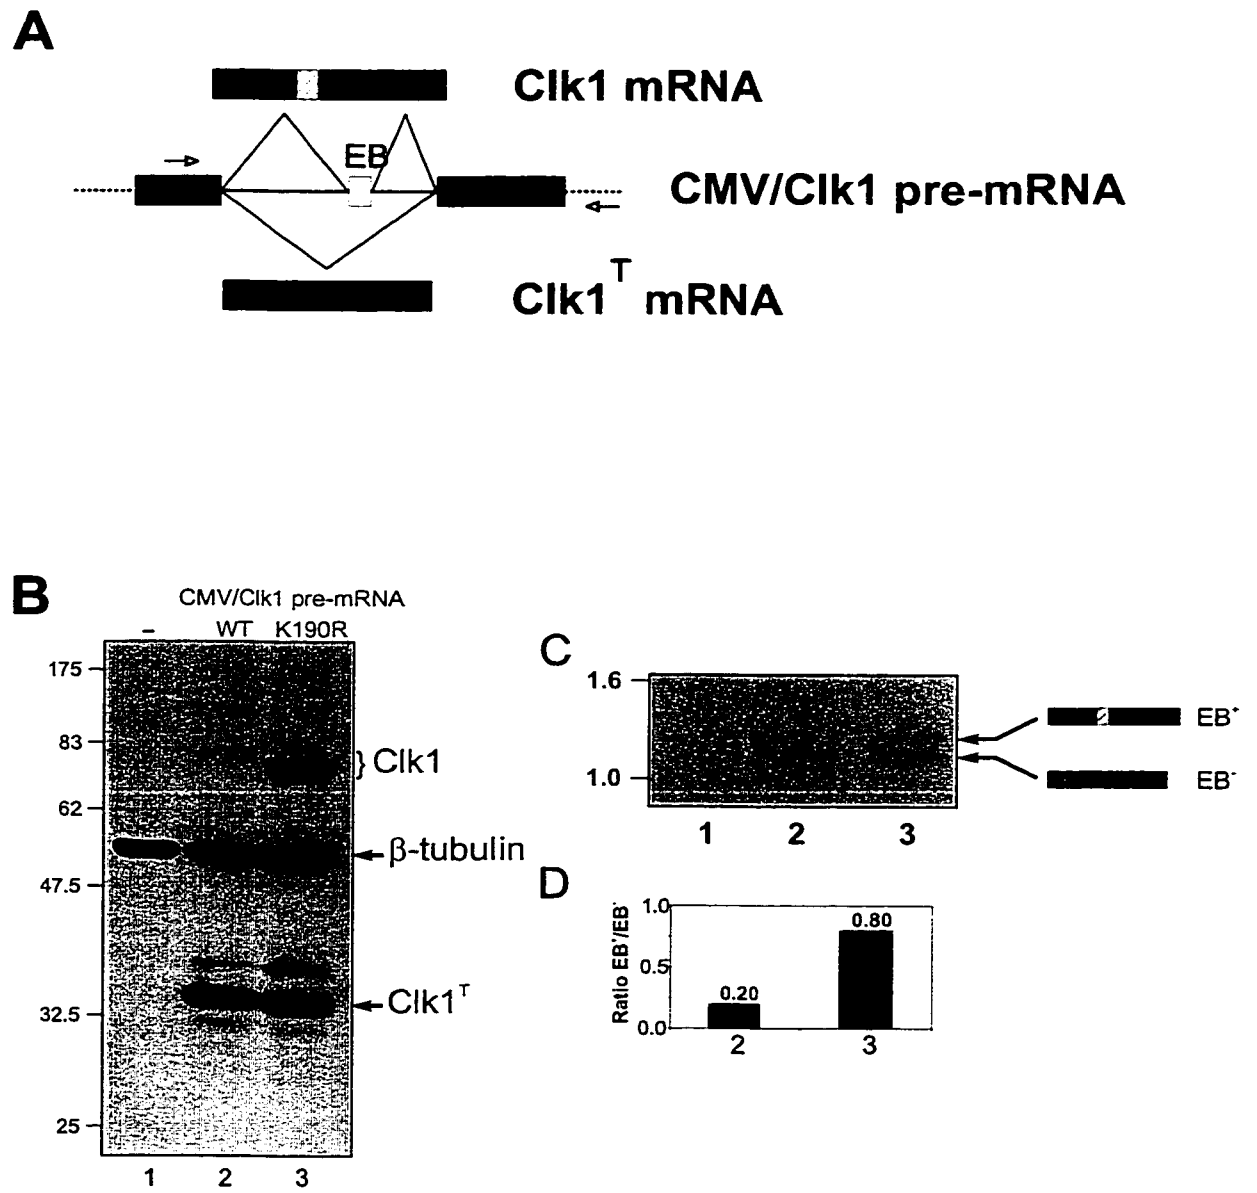 A
Clk1 mRNA
EB
CMV/Clk1 pre-mRNA
Clk1T mRNA
B
CMV/Clk1 pre-mRNA
– WT K190R
175
83
62
47.5
32.5
25
Clk1
β-tubulin
Clk1T
1 2 3
C
1.6
1.0
EB+
EB-
1 2 3
D
Ratio EB+/EB-
1.0
0.5
0.0
0.20
0.80
2 3